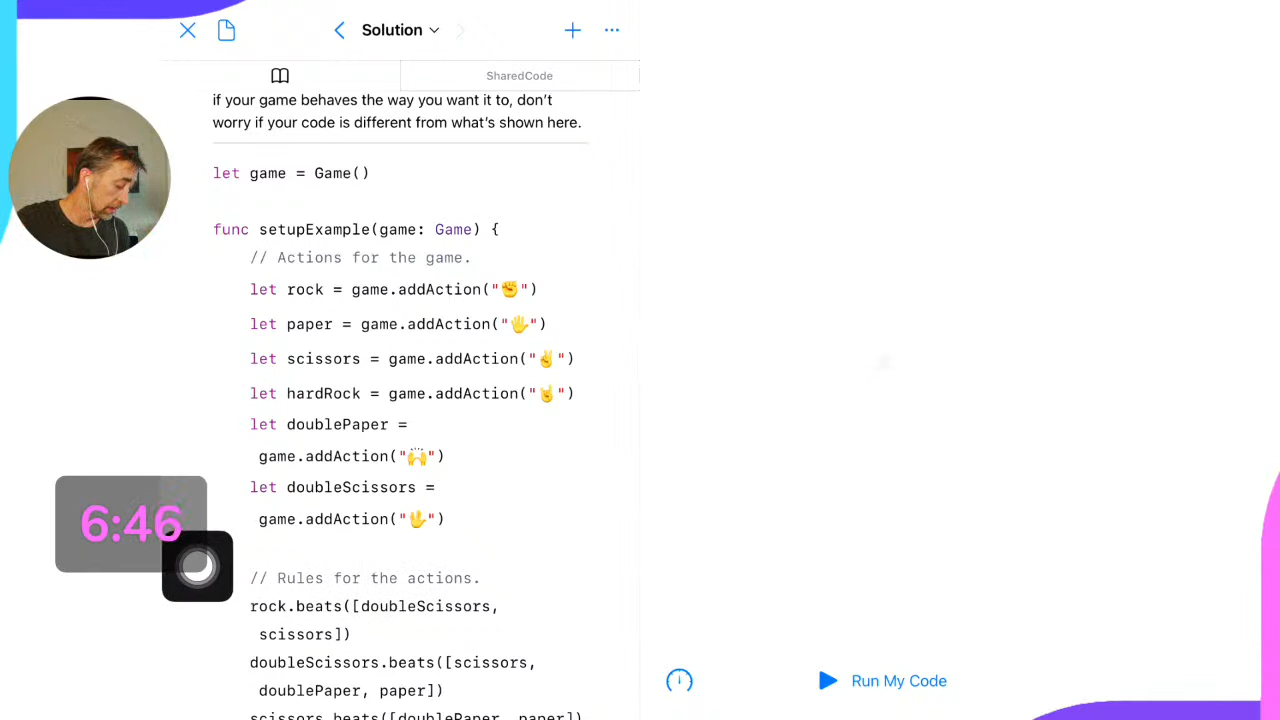 Solution
SharedCode
if your game behaves the way you want it to, don’t
worry if your code is different from what’s shown here.
let game = Game()
func setupExample(game: Game) {
// Actions for the game.
let rock = game.addAction("✊")
let paper = game.addAction("🖐")
let scissors = game.addAction("✌️")
let hardRock = game.addAction("🤘")
let doublePaper =
game.addAction("🙌")
let doubleScissors =
game.addAction("🖖")
// Rules for the actions.
rock.beats([doubleScissors,
scissors])
doubleScissors.beats([scissors,
doublePaper, paper])
scissors.beats([doublePaper, paper])
6:46
Run My Code